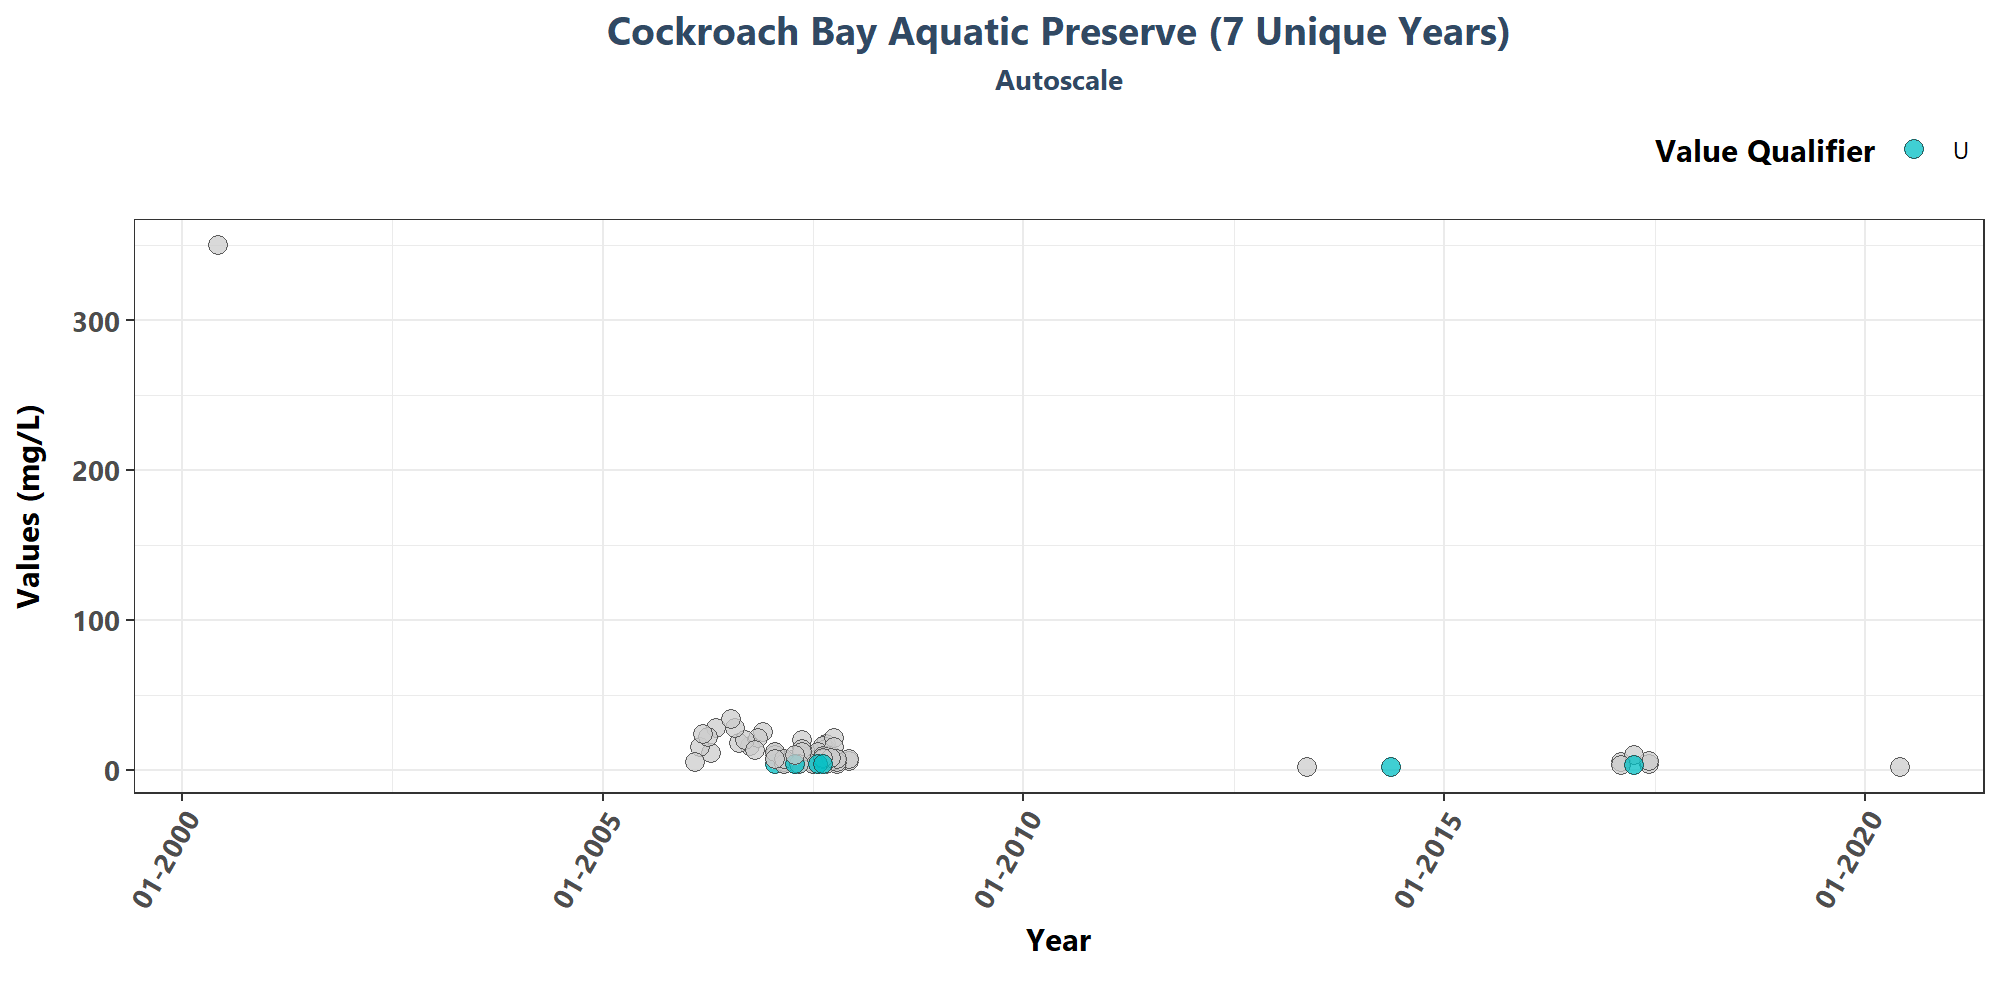 Cockroach Bay Aquatic Preserve (7 Unique Years)
Autoscale
Value Qualifier U
300
200
100
0
Values (mg/L)
01-2000
01-2005
01-2010
01-2015
01-2020
Year